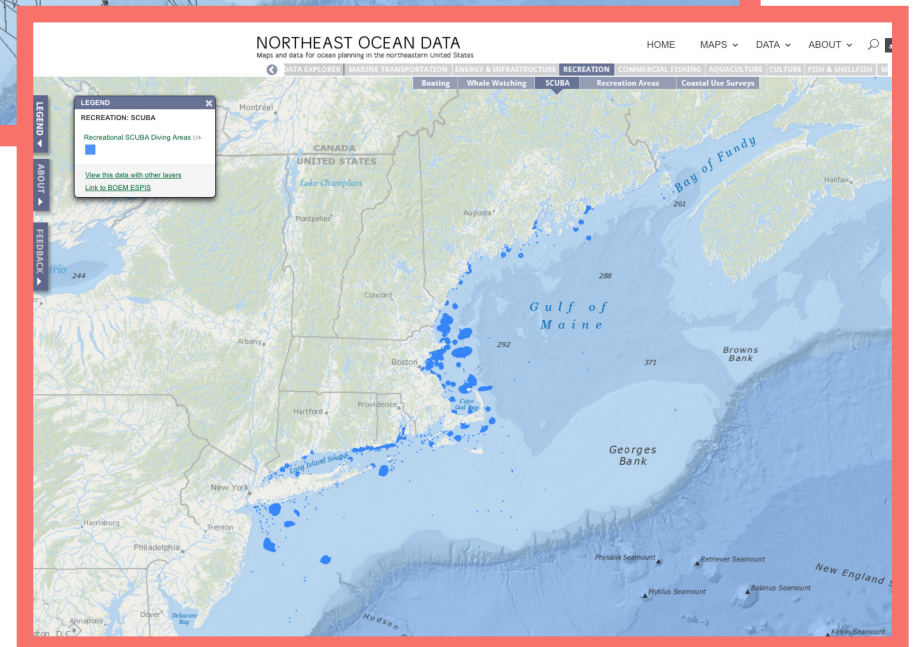 NORTHEAST OCEAN DATA
Maps and data for ocean planning in the northeastern United States
HOME MAPS DATA ABOUT
DATA EXPLORER MARINE TRANSPORTATION ENERGY & INFRASTRUCTURE RECREATION COMMERCIAL FISHING AQUACULTURE CULTURE FISH & SHELLFISH M
Boating Whale Watching SCUBA Recreation Areas Coastal Use Surveys
LEGEND
ABOUT
FEEDBACK
LEGEND
RECREATION: SCUBA
Recreational SCUBA Diving Areas
View this data with other layers
Link to BOEM ESPIS
Montréal
CANADA
UNITED STATES
Lake Champlain
Montpelier
Augusta
Bay of Fundy
Halifax
261
244
288
Concord
Gulf of
Maine
292
Albany
Boston
371
Browns
Bank
Cape
Cod Bay
Hartford
Providence
Georges
Bank
Long Island Sound
New York
Harrisburg
Trenton
Philadelphia
Physalia Seamount
Retriever Seamount
New England
Mytilus Seamount
Balanus Seamount
Dover
Delaware
Bay
Annapolis
Hudson
Kelvin Seamount